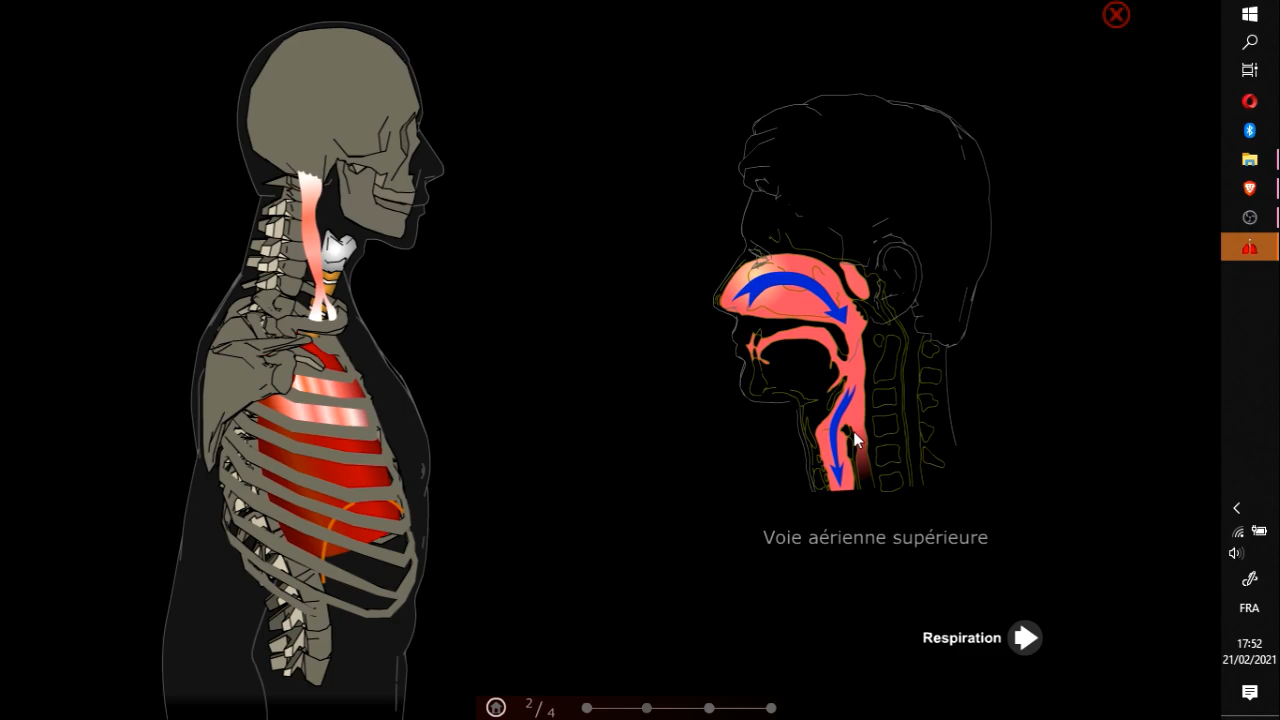 Voie aérienne supérieure
Respiration
2/4
FRA
17:52
21/02/2021